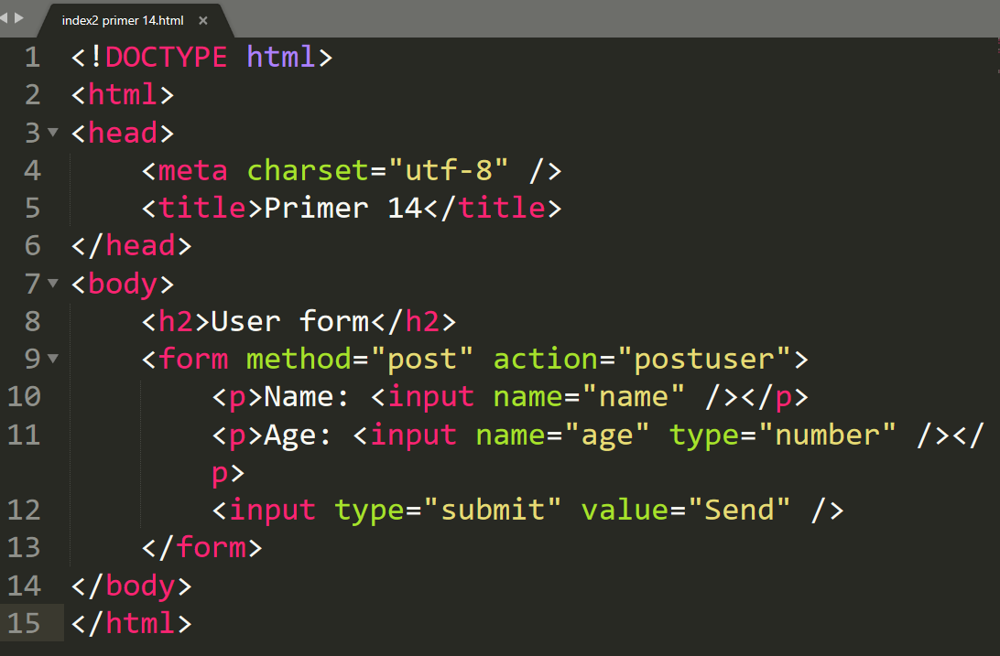 index2 primer 14.html ×
1 <!DOCTYPE html>
2 <html>
3 <head>
4 <meta charset="utf-8" />
5 <title>Primer 14</title>
6 </head>
7 <body>
8 <h2>User form</h2>
9 <form method="post" action="postuser">
10 <p>Name: <input name="name" /></p>
11 <p>Age: <input name="age" type="number" /></
p>
12 <input type="submit" value="Send" />
13 </form>
14 </body>
15 </html>